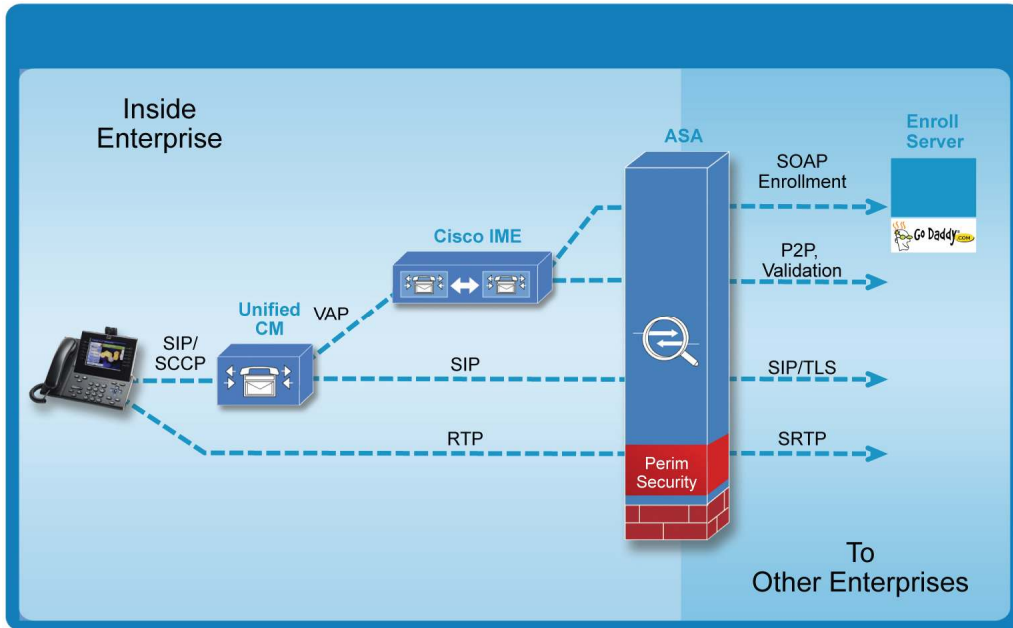 Inside
Enterprise
ASA
Enroll
Server
SOAP
Enrollment
Go Daddy.COM
Cisco IME
P2P,
Validation
Unified
CM
VAP
SIP/
SCCP
SIP
SIP/TLS
RTP
SRTP
Perim
Security
To
Other Enterprises